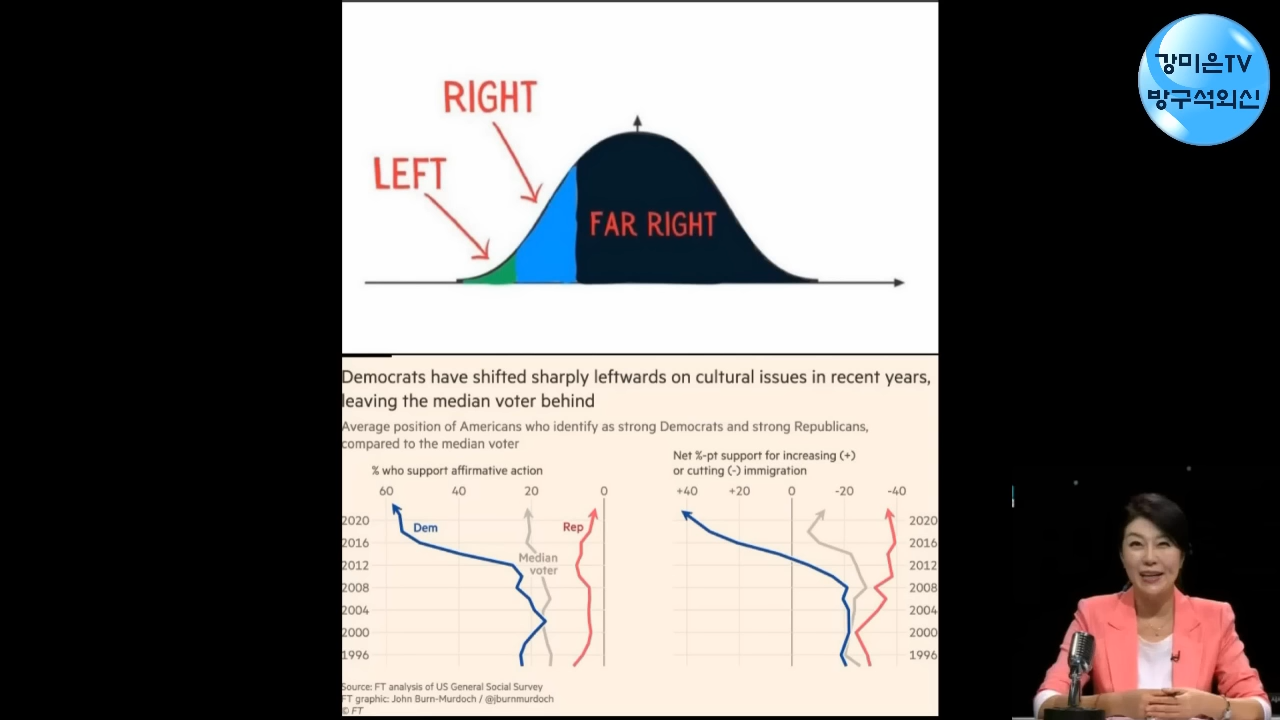 강미은TV
방구석외신
RIGHT
LEFT
FAR RIGHT
Democrats have shifted sharply leftwards on cultural issues in recent years,
leaving the median voter behind
Average position of Americans who identify as strong Democrats and strong Republicans,
compared to the median voter
% who support affirmative action
60 40 20 0
2020
2016
2012
2008
2004
2000
1996
Dem
Rep
Median
voter
Net %-pt support for increasing (+)
or cutting (-) immigration
+40 +20 0 -20 -40
2020
2016
2012
2008
2004
2000
1996
Source: FT analysis of US General Social Survey
FT graphic: John Burn-Murdoch / @jburnmurdoch
© FT